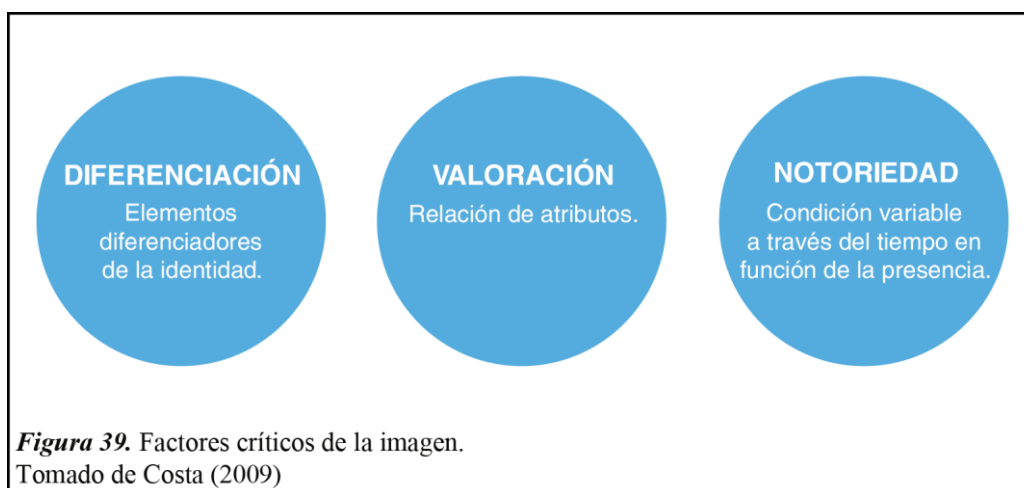 DIFERENCIACIÓN
Elementos
diferenciadores
de la identidad.
VALORACIÓN
Relación de atributos.
NOTORIEDAD
Condición variable
a través del tiempo en
función de la presencia.
Figura 39. Factores críticos de la imagen.
Tomado de Costa (2009)